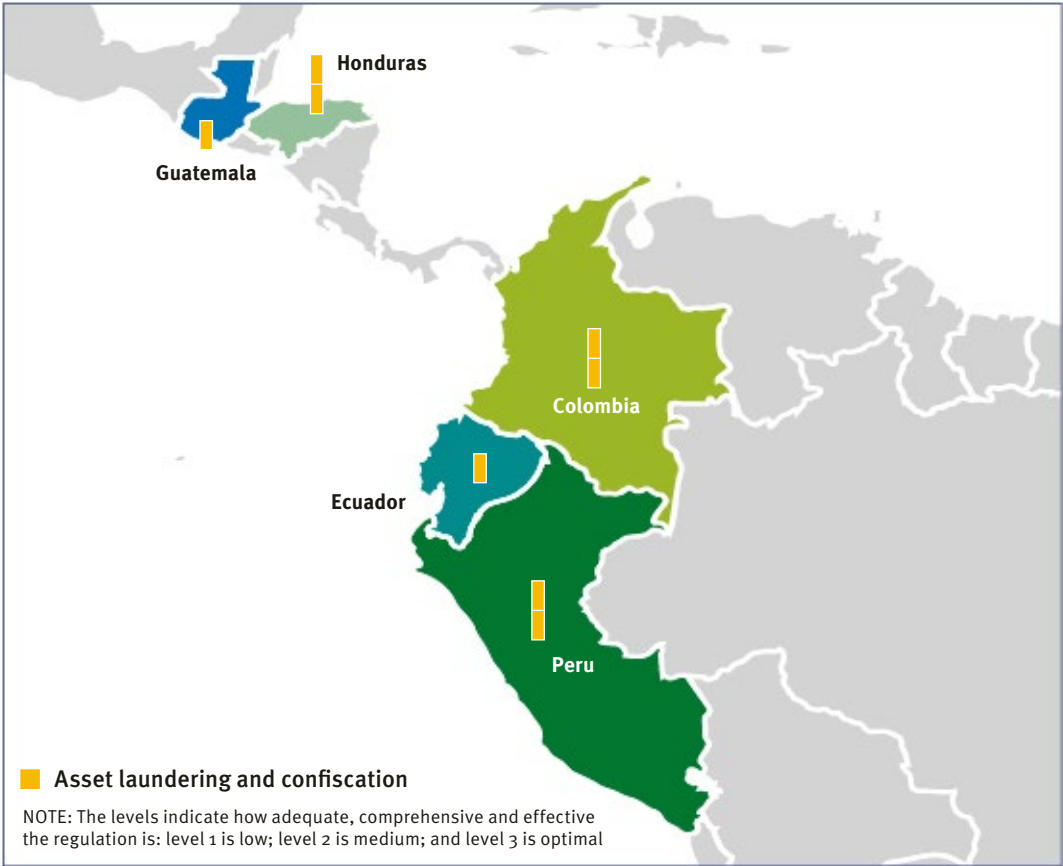 Honduras
Guatemala
Colombia
Ecuador
Peru
Asset laundering and confiscation
NOTE: The levels indicate how adequate, comprehensive and effective
the regulation is: level 1 is low; level 2 is medium; and level 3 is optimal